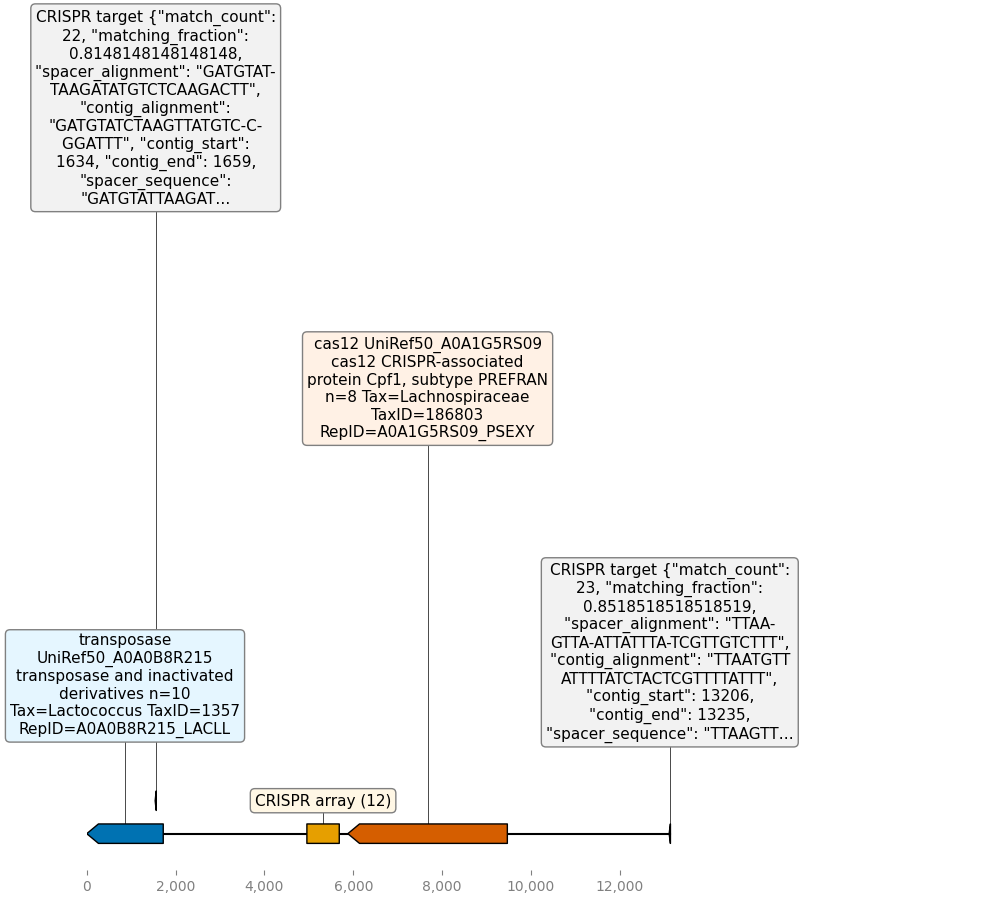 CRISPR target {"match_count":
22, "matching_fraction":
0.8148148148148148,
"spacer_alignment": "GATGTAT-
TAAGATATGTCTCAAGACTT",
"contig_alignment":
"GATGTATCTAAGTTATGTC-C-
GGATTT", "contig_start":
1634, "contig_end": 1659,
"spacer_sequence":
"GATGTATTAAGAT...
cas12 UniRef50_A0A1G5RS09
cas12 CRISPR-associated
protein Cpf1, subtype PREFRAN
n=8 Tax=Lachnospiraceae
TaxID=186803
RepID=A0A1G5RS09_PSEXY
CRISPR target {"match_count":
23, "matching_fraction":
0.8518518518518519,
"spacer_alignment": "TTAA-
GTTA-ATTATTTA-TCGTTGTCTTT",
"contig_alignment": "TTAATGTT
ATTTTATCTACTCGTTTTATTT",
"contig_start": 13206,
"contig_end": 13235,
"spacer_sequence": "TTAAGTT...
transposase
UniRef50_A0A0B8R215
transposase and inactivated
derivatives n=10
Tax=Lactococcus TaxID=1357
RepID=A0A0B8R215_LACLL
CRISPR array (12)
0 2,000 4,000 6,000 8,000 10,000 12,000